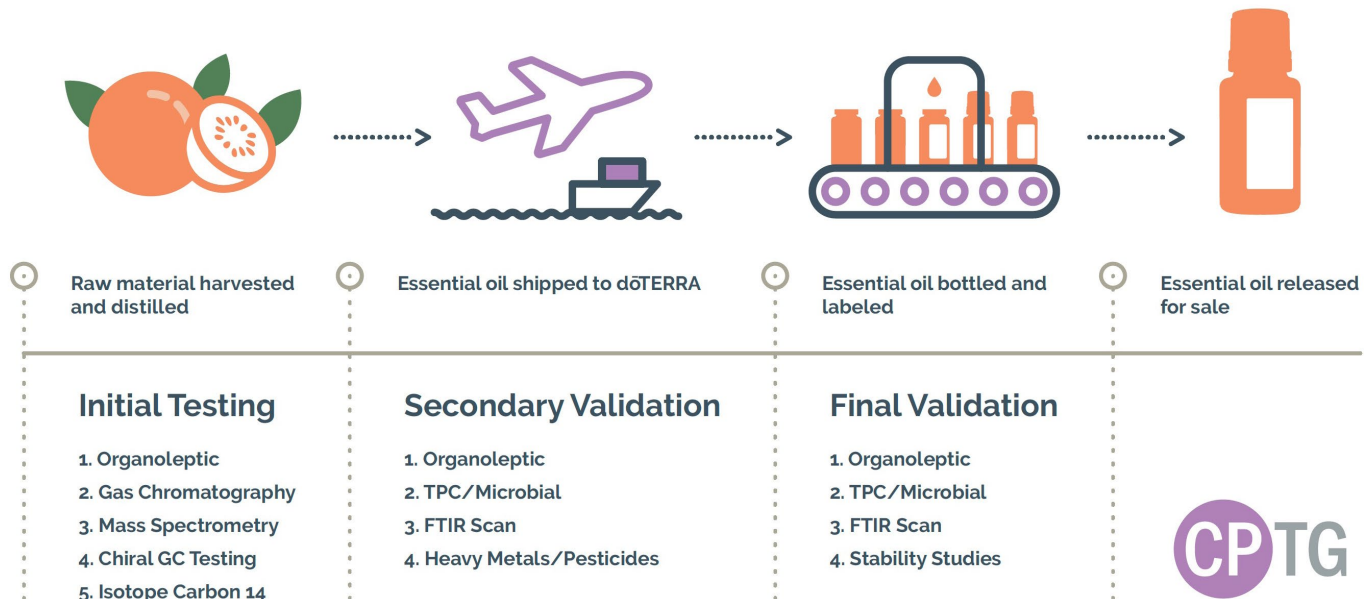 Raw material harvested
and distilled
Essential oil shipped to dōTERRA
Essential oil bottled and
labeled
Essential oil released
for sale
Initial Testing
1. Organoleptic
2. Gas Chromatography
3. Mass Spectrometry
4. Chiral GC Testing
5. Isotope Carbon 14
Secondary Validation
1. Organoleptic
2. TPC/Microbial
3. FTIR Scan
4. Heavy Metals/Pesticides
Final Validation
1. Organoleptic
2. TPC/Microbial
3. FTIR Scan
4. Stability Studies
CPTG